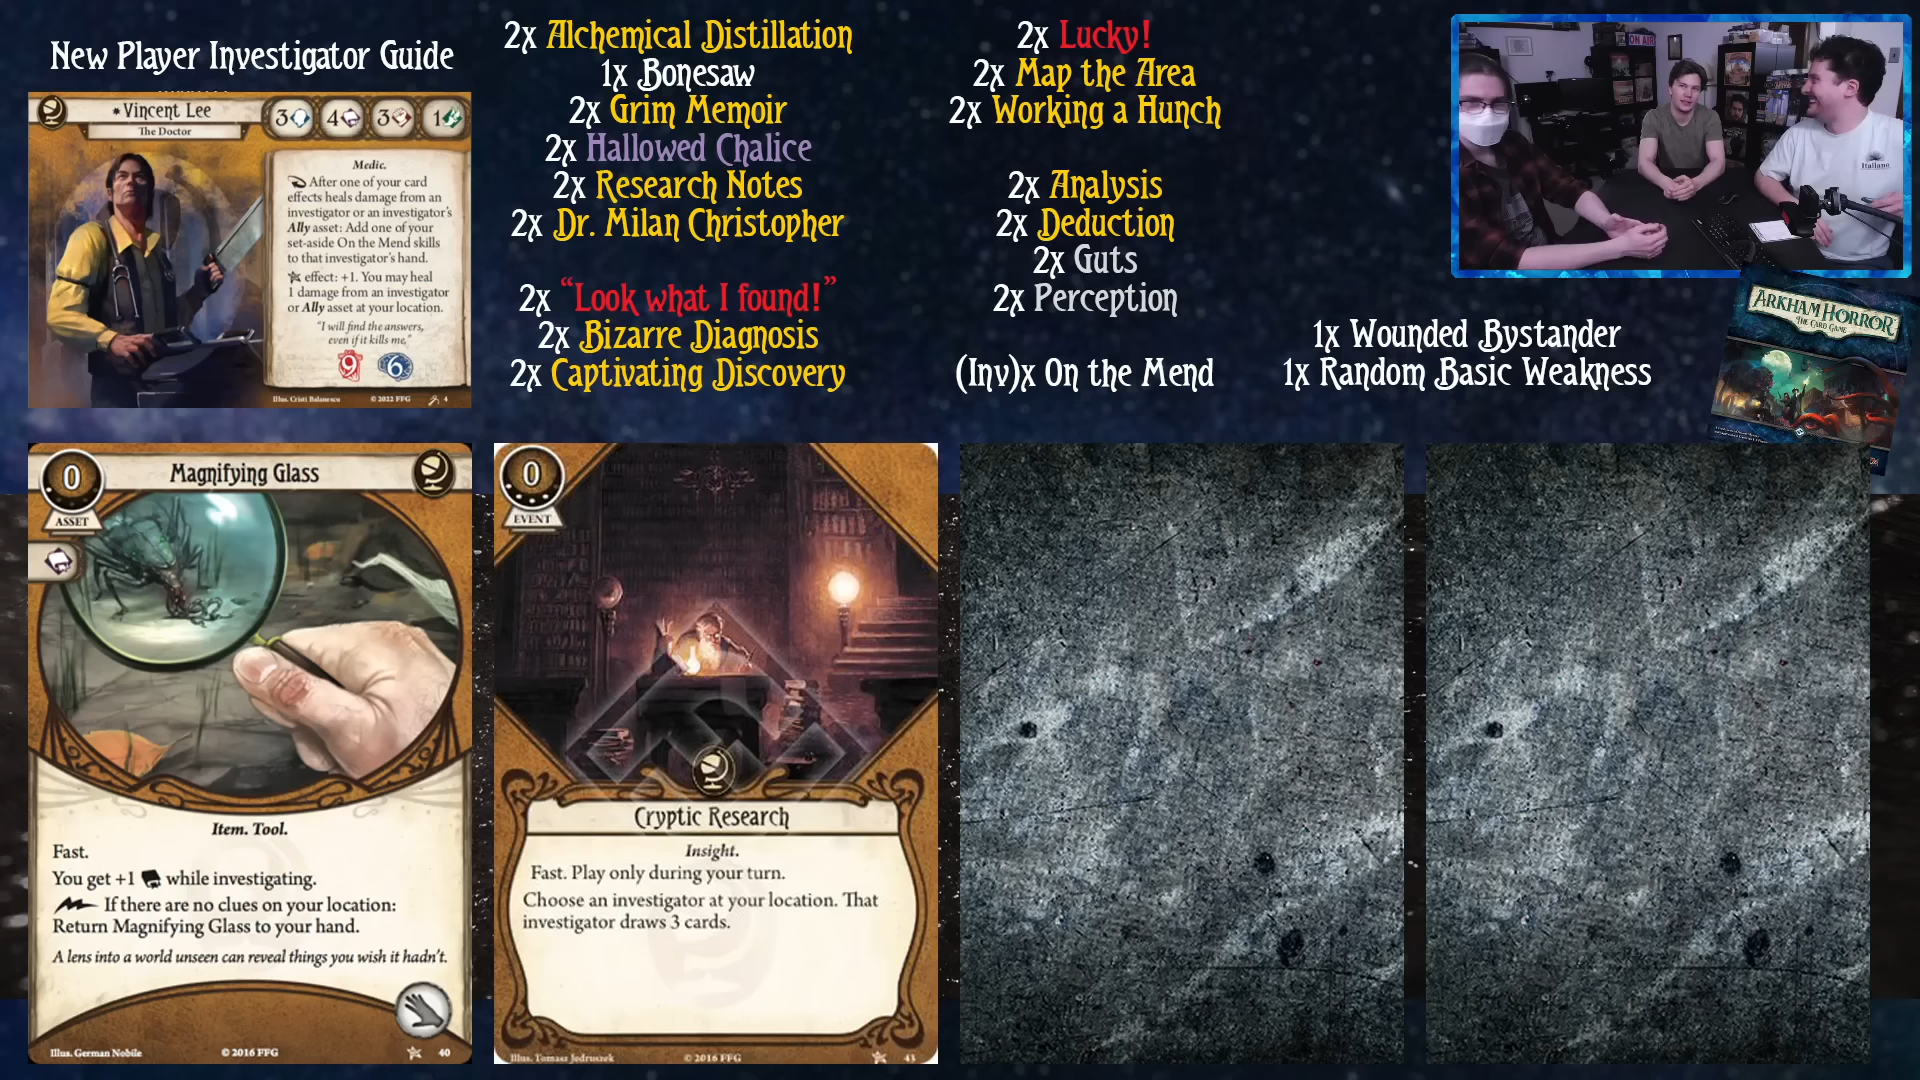 New Player Investigator Guide
Vincent Lee
The Doctor
3 4 3 1
Medic.
After one of your card
effects heals damage from an
investigator or an investigator's
Ally asset: Add one of your
set-aside On the Mend skills
to that investigator's hand.
effect: +1. You may heal
1 damage from an investigator
or Ally asset at your location.
"I will find the answers,
even if it kills me."
9 6
Illus. Cristi Balanescu © 2022 FFG 4
2x Alchemical Distillation
1x Bonesaw
2x Grim Memoir
2x Hallowed Chalice
2x Research Notes
2x Dr. Milan Christopher
2x “Look what I found!”
2x Bizarre Diagnosis
2x Captivating Discovery
2x Lucky!
2x Map the Area
2x Working a Hunch
2x Analysis
2x Deduction
2x Guts
2x Perception
(Inv)x On the Mend
1x Wounded Bystander
1x Random Basic Weakness
ON AIR
Italiano
ARKHAM HORROR
THE CARD GAME
0
Magnifying Glass
ASSET
Item. Tool.
Fast.
You get +1 while investigating.
If there are no clues on your location:
Return Magnifying Glass to your hand.
A lens into a world unseen can reveal things you wish it hadn't.
Illus. German Nobile © 2016 FFG 40
0
EVENT
Cryptic Research
Insight.
Fast. Play only during your turn.
Choose an investigator at your location. That
investigator draws 3 cards.
Illus. Tomasz Jedruszek © 2016 FFG 43